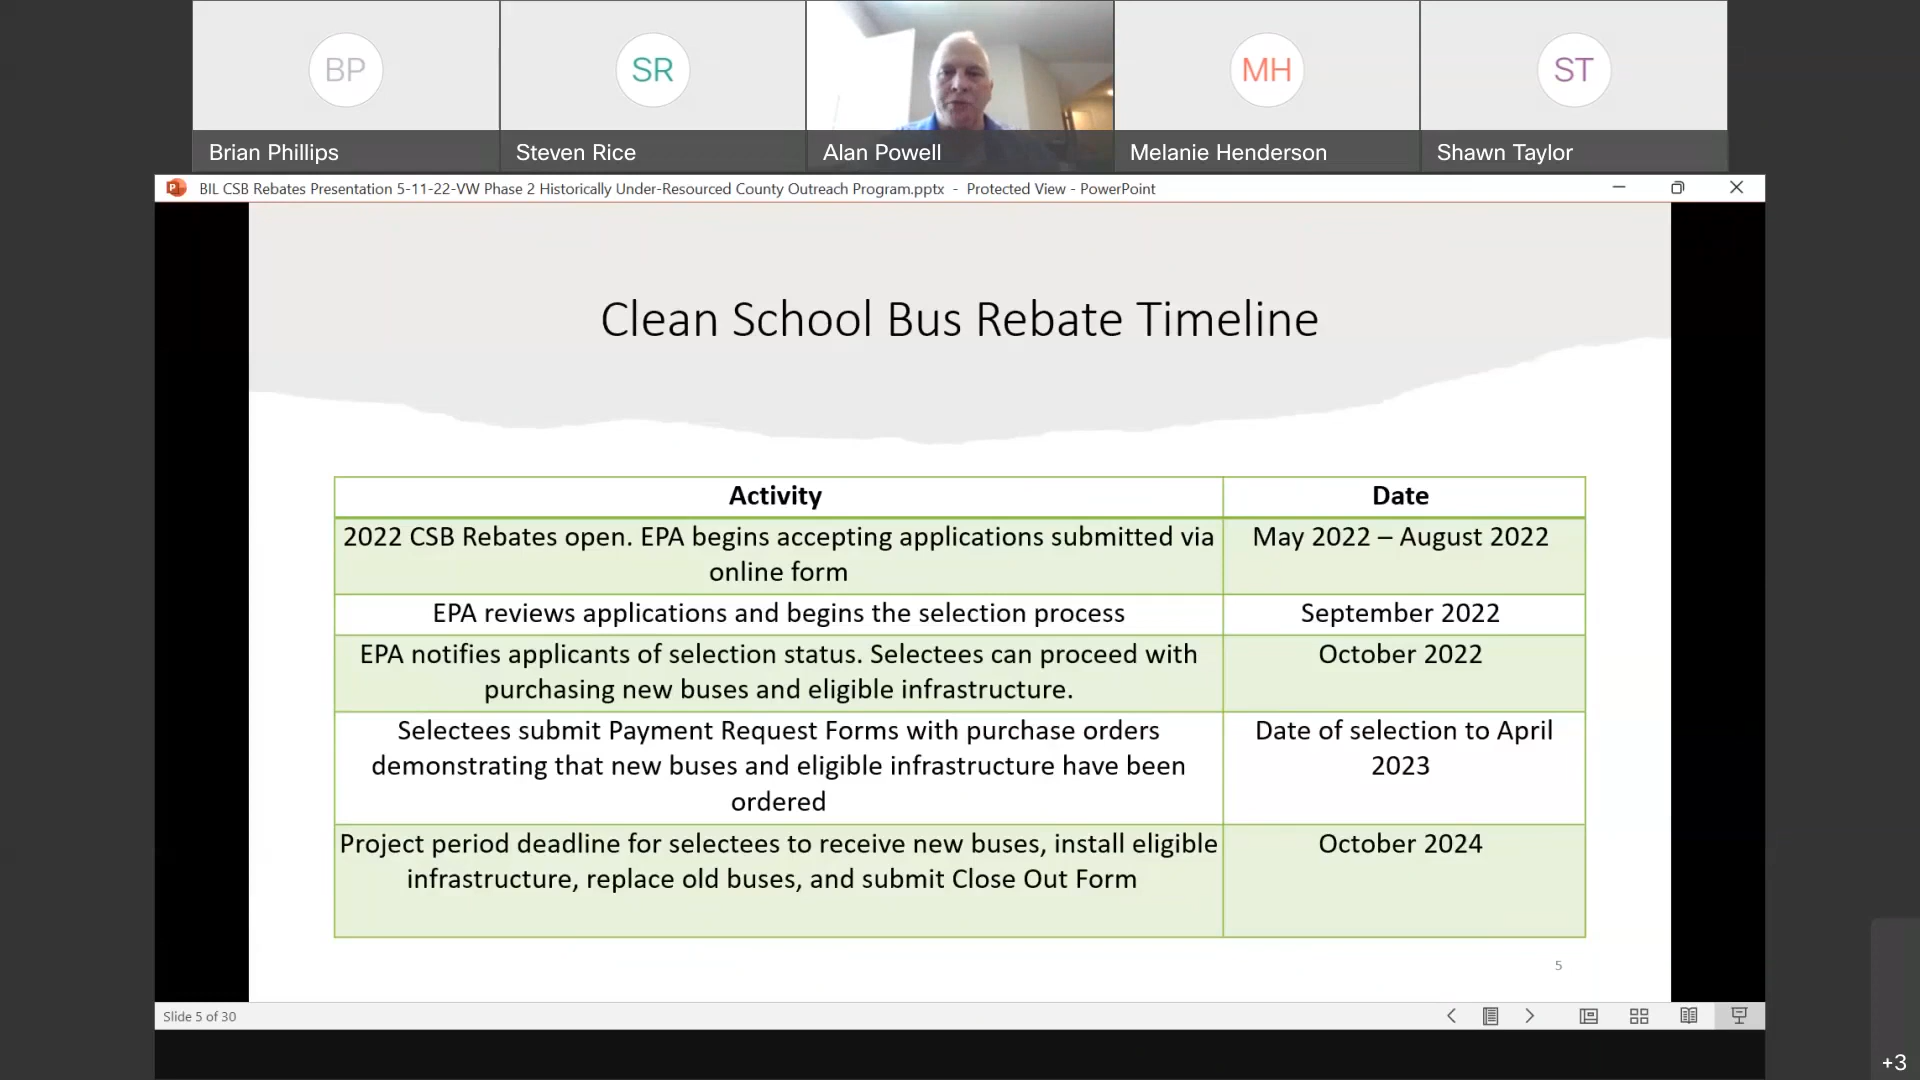 BP
SR
MH
ST
Brian Phillips
Steven Rice
Alan Powell
Melanie Henderson
Shawn Taylor
BIL CSB Rebates Presentation 5-11-22-VW Phase 2 Historically Under-Resourced County Outreach Program.pptx - Protected View - PowerPoint
Clean School Bus Rebate Timeline
Activity
Date
2022 CSB Rebates open. EPA begins accepting applications submitted via
online form
May 2022 – August 2022
EPA reviews applications and begins the selection process
September 2022
EPA notifies applicants of selection status. Selectees can proceed with
purchasing new buses and eligible infrastructure.
October 2022
Selectees submit Payment Request Forms with purchase orders
demonstrating that new buses and eligible infrastructure have been
ordered
Date of selection to April
2023
Project period deadline for selectees to receive new buses, install eligible
infrastructure, replace old buses, and submit Close Out Form
October 2024
5
Slide 5 of 30
+3